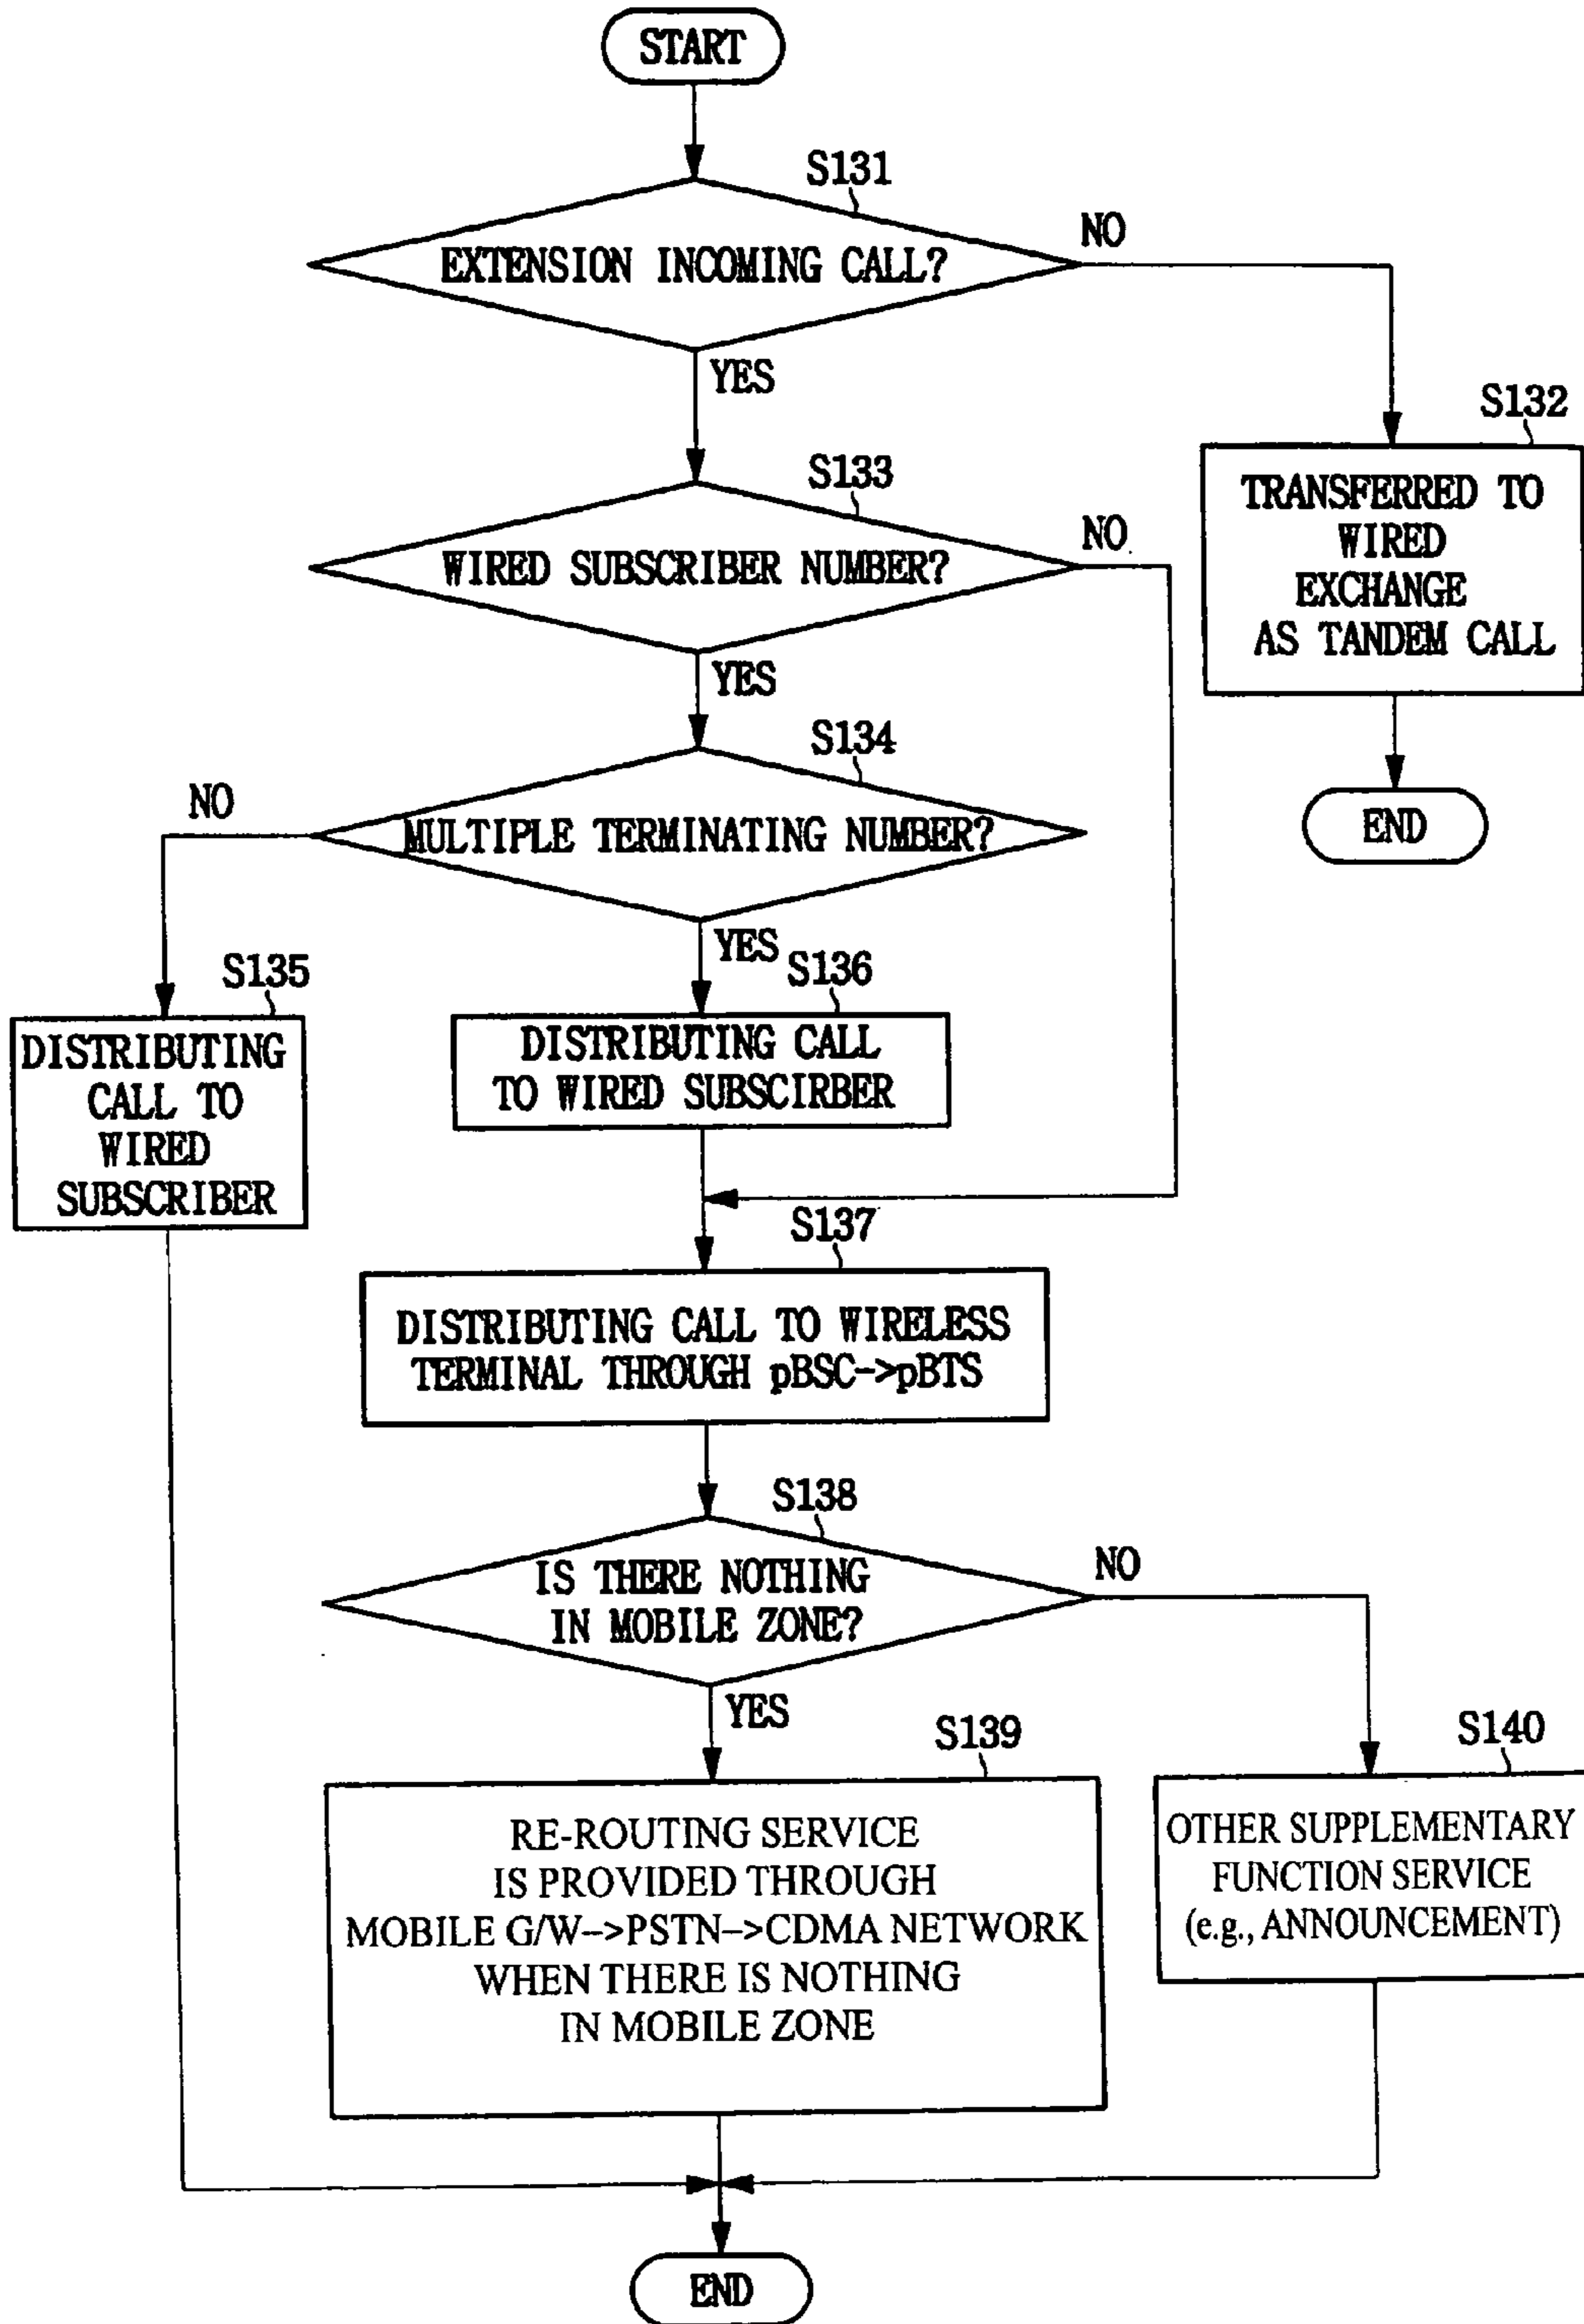 START
S131
EXTENSION INCOMING CALL?
NO
YES
S132
TRANSFERRED TO
WIRED
EXCHANGE
AS TANDEM CALL
END
S133
WIRED SUBSCRIBER NUMBER?
NO
YES
S134
MULTIPLE TERMINATING NUMBER?
NO
YES
S135
DISTRIBUTING
CALL TO
WIRED
SUBSCRIBER
S136
DISTRIBUTING CALL
TO WIRED SUBSCIRBER
S137
DISTRIBUTING CALL TO WIRELESS
TERMINAL THROUGH pBSC->pBTS
S138
IS THERE NOTHING
IN MOBILE ZONE?
NO
YES
S139
RE-ROUTING SERVICE
IS PROVIDED THROUGH
MOBILE G/W-->PSTN-->CDMA NETWORK
WHEN THERE IS NOTHING
IN MOBILE ZONE
S140
OTHER SUPPLEMENTARY
FUNCTION SERVICE
(e.g., ANNOUNCEMENT)
END